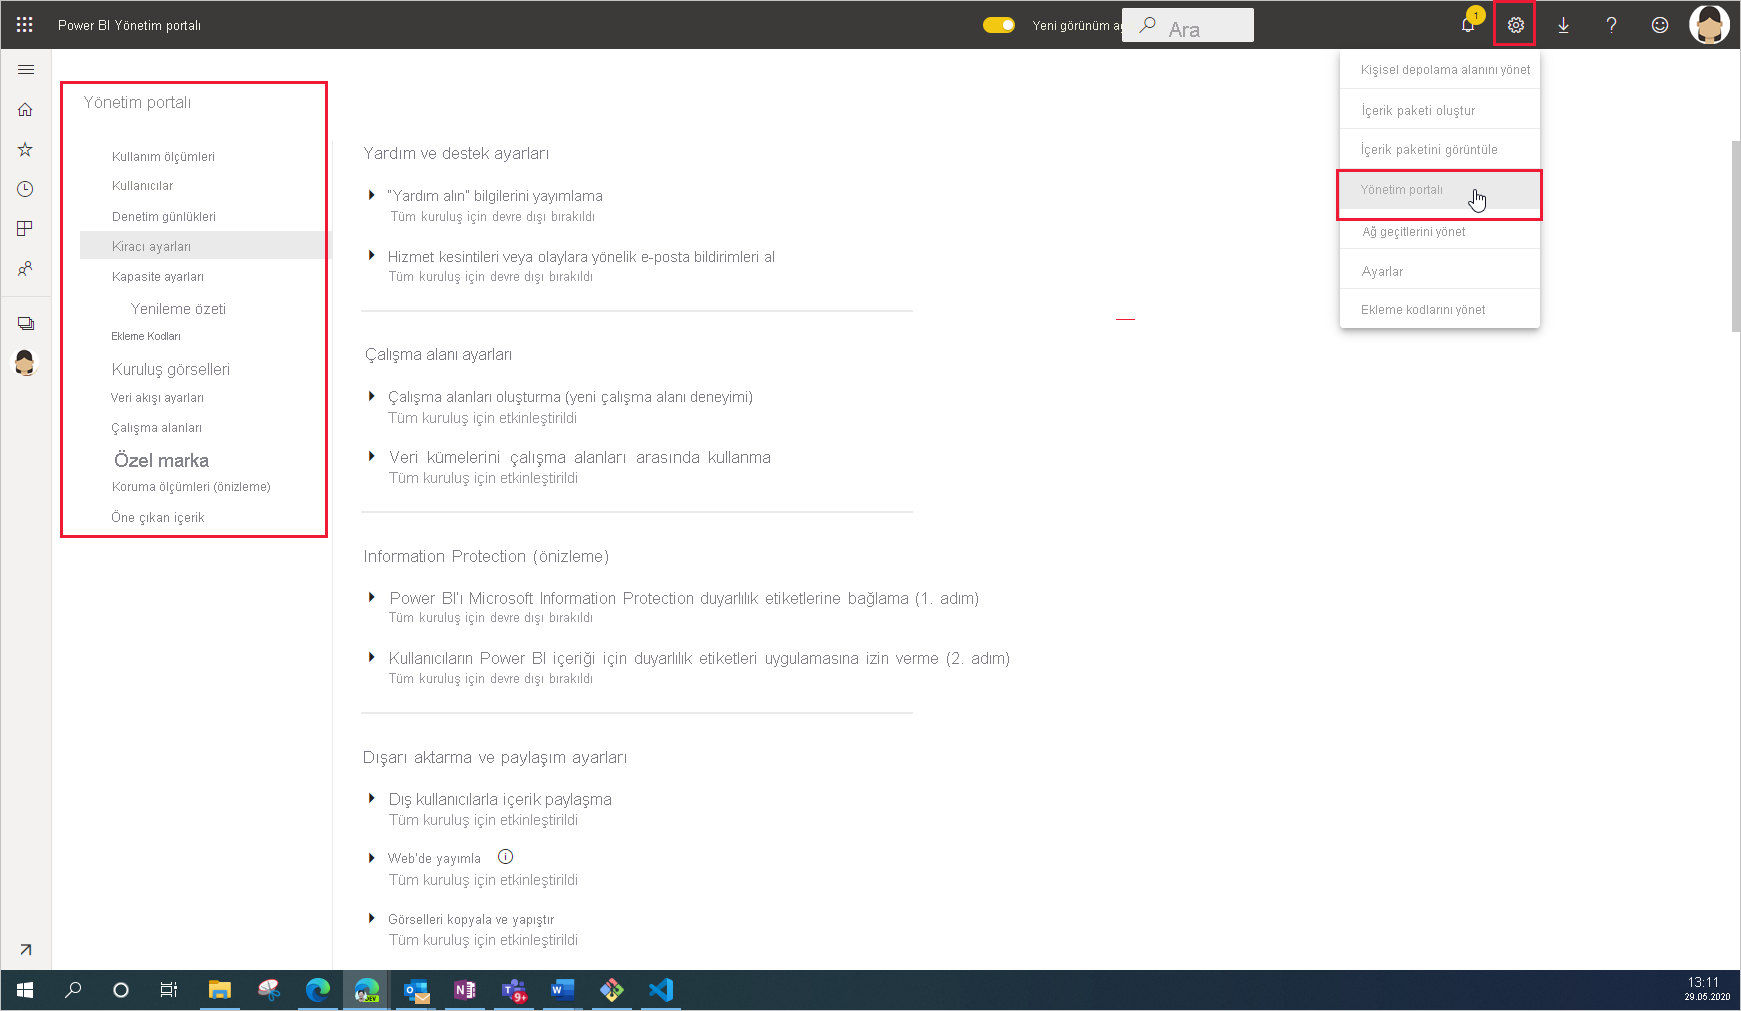 Power BI Yönetim portalı
Yeni görünüm
Ara
1
Kişisel depolama alanını yönet
İçerik paketi oluştur
İçerik paketini görüntüle
Yönetim portalı
Ağ geçitlerini yönet
Ayarlar
Ekleme kodlarını yönet
Yönetim portalı
Kullanım ölçümleri
Kullanıcılar
Denetim günlükleri
Kiracı ayarları
Kapasite ayarları
Yenileme özeti
Ekleme Kodları
Kuruluş görselleri
Veri akışı ayarları
Çalışma alanları
Özel marka
Koruma ölçümleri (önizleme)
Öne çıkan içerik
Yardım ve destek ayarları
"Yardım alın" bilgilerini yayımlama
Tüm kuruluş için devre dışı bırakıldı
Hizmet kesintileri veya olaylara yönelik e-posta bildirimleri al
Tüm kuruluş için devre dışı bırakıldı
Çalışma alanı ayarları
Çalışma alanları oluşturma (yeni çalışma alanı deneyimi)
Tüm kuruluş için etkinleştirildi
Veri kümelerini çalışma alanları arasında kullanma
Tüm kuruluş için etkinleştirildi
Information Protection (önizleme)
Power BI'ı Microsoft Information Protection duyarlılık etiketlerine bağlama (1. adım)
Tüm kuruluş için devre dışı bırakıldı
Kullanıcıların Power BI içeriği için duyarlılık etiketleri uygulamasına izin verme (2. adım)
Tüm kuruluş için devre dışı bırakıldı
Dışarı aktarma ve paylaşım ayarları
Dış kullanıcılarla içerik paylaşma
Tüm kuruluş için etkinleştirildi
Web'de yayımla
Tüm kuruluş için etkinleştirildi
Görselleri kopyala ve yapıştır
Tüm kuruluş için etkinleştirildi
DEV
9+
13:11
29.05.2020